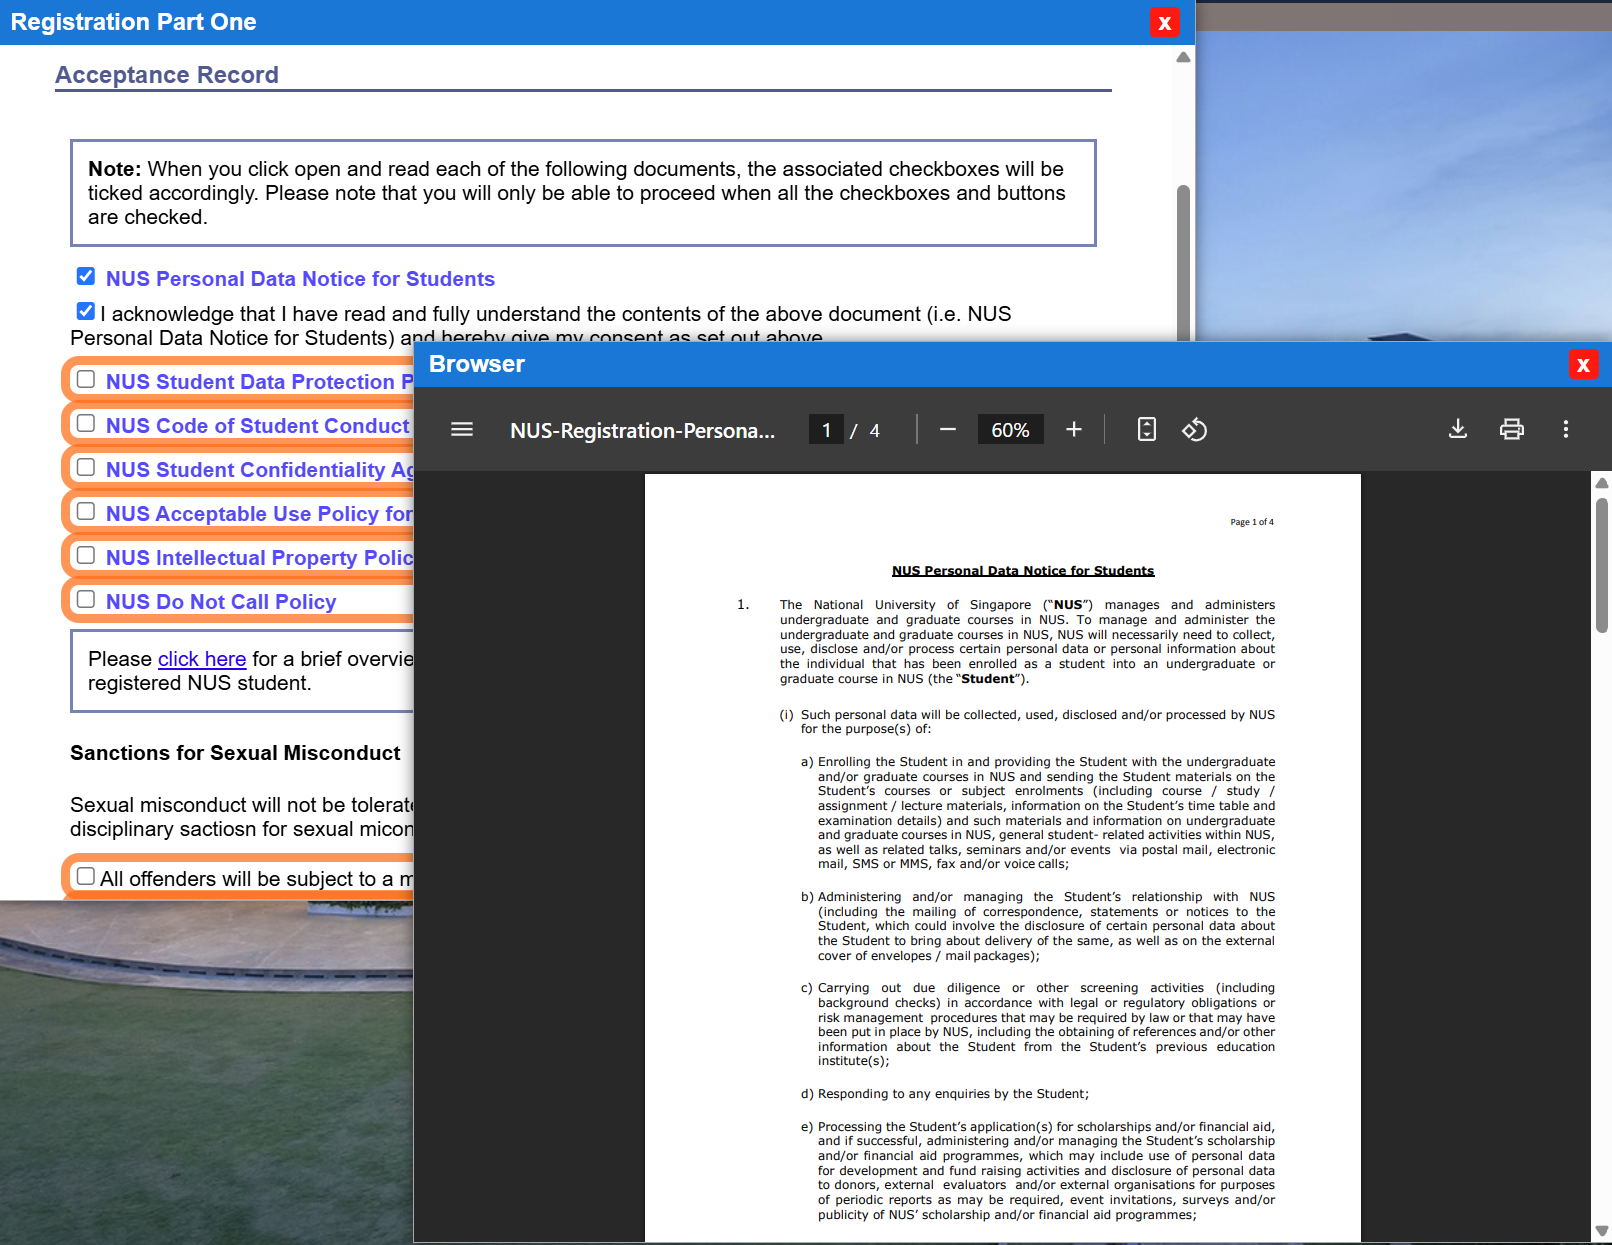 Registration Part One
X
Acceptance Record
Note: When you click open and read each of the following documents, the associated checkboxes will be
ticked accordingly. Please note that you will only be able to proceed when all the checkboxes and buttons
are checked.
NUS Personal Data Notice for Students
I acknowledge that I have read and fully understand the contents of the above document (i.e. NUS
Personal Data Notice for Students) and hereby give my consent as set out above
NUS Student Data Protection P
NUS Code of Student Conduct
NUS Student Confidentiality Ag
NUS Acceptable Use Policy for
NUS Intellectual Property Polic
NUS Do Not Call Policy
Please click here for a brief overvie
registered NUS student.
Sanctions for Sexual Misconduct
Sexual misconduct will not be tolerate
disciplinary sactiosn for sexual micon
All offenders will be subject to a m
Browser
X
NUS-Registration-Persona...
1 / 4
60%
Page 1 of 4
NUS Personal Data Notice for Students
1. The National University of Singapore (“NUS”) manages and administers
undergraduate and graduate courses in NUS. To manage and administer the
undergraduate and graduate courses in NUS, NUS will necessarily need to collect,
use, disclose and/or process certain personal data or personal information about
the individual that has been enrolled as a student into an undergraduate or
graduate course in NUS (the “Student”).
(i) Such personal data will be collected, used, disclosed and/or processed by NUS
for the purpose(s) of:
a) Enrolling the Student in and providing the Student with the undergraduate
and/or graduate courses in NUS and sending the Student materials on the
Student’s courses or subject enrolments (including course / study /
assignment / lecture materials, information on the Student’s time table and
examination details) and such materials and information on undergraduate
and graduate courses in NUS, general student- related activities within NUS,
as well as related talks, seminars and/or events via postal mail, electronic
mail, SMS or MMS, fax and/or voice calls;
b) Administering and/or managing the Student’s relationship with NUS
(including the mailing of correspondence, statements or notices to the
Student, which could involve the disclosure of certain personal data about
the Student to bring about delivery of the same, as well as on the external
cover of envelopes / mail packages);
c) Carrying out due diligence or other screening activities (including
background checks) in accordance with legal or regulatory obligations or
risk management procedures that may be required by law or that may have
been put in place by NUS, including the obtaining of references and/or other
information about the Student from the Student’s previous education
institute(s);
d) Responding to any enquiries by the Student;
e) Processing the Student’s application(s) for scholarships and/or financial aid,
and if successful, administering and/or managing the Student’s scholarship
and/or financial aid programmes, which may include use of personal data
for development and fund raising activities and disclosure of personal data
to donors, external evaluators and/or external organisations for purposes
of periodic reports as may be required, event invitations, surveys and/or
publicity of NUS’ scholarship and/or financial aid programmes;